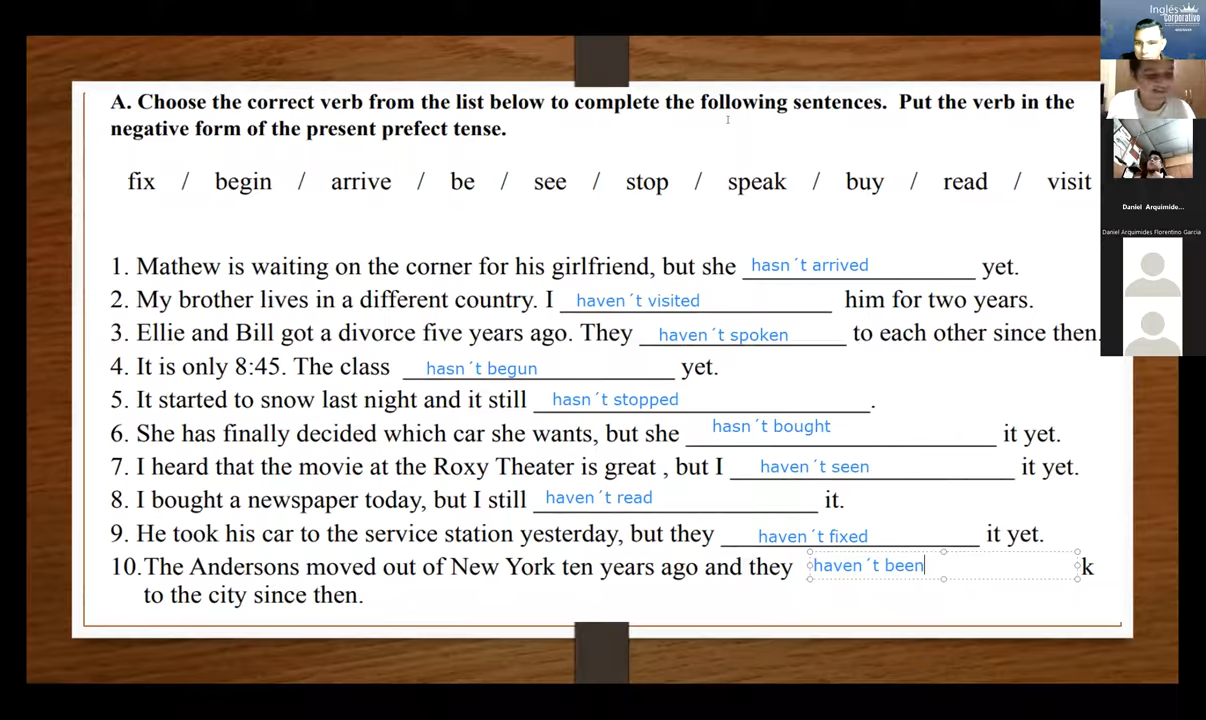 Inglés
Corporativo
A. Choose the correct verb from the list below to complete the following sentences. Put the verb in the
negative form of the present prefect tense.
fix / begin / arrive / be / see / stop / speak / buy / read / visit
Daniel Arquimide...
Daniel Arquimides Florentino Garcia
1. Mathew is waiting on the corner for his girlfriend, but she hasn´t arrived yet.
2. My brother lives in a different country. I haven´t visited him for two years.
3. Ellie and Bill got a divorce five years ago. They haven´t spoken to each other since then.
4. It is only 8:45. The class hasn´t begun yet.
5. It started to snow last night and it still hasn´t stopped.
6. She has finally decided which car she wants, but she hasn´t bought it yet.
7. I heard that the movie at the Roxy Theater is great , but I haven´t seen it yet.
8. I bought a newspaper today, but I still haven´t read it.
9. He took his car to the service station yesterday, but they haven´t fixed it yet.
10.The Andersons moved out of New York ten years ago and they haven´t been k
to the city since then.